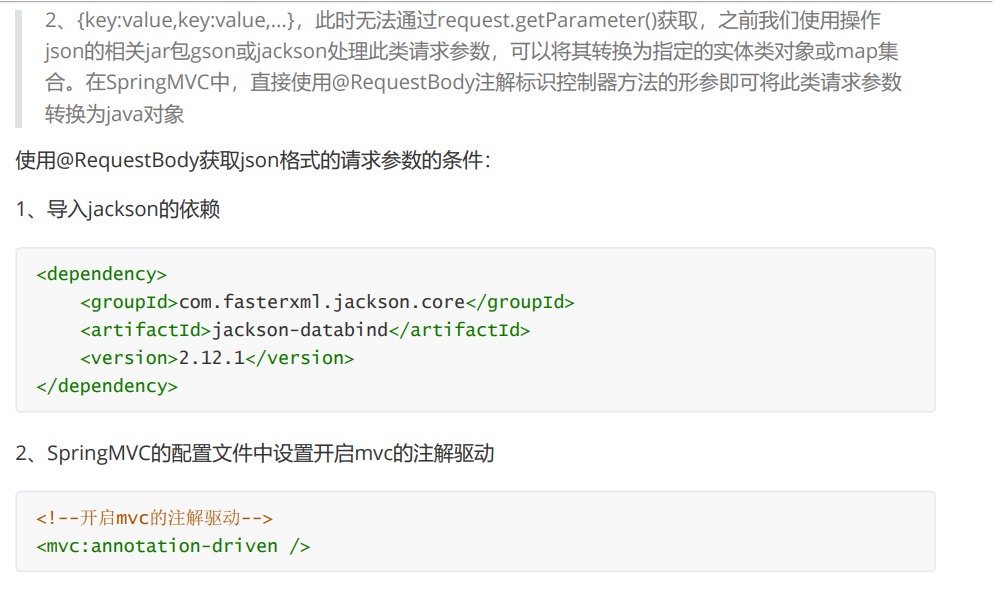 2、{key:value,key:value,...}，此时无法通过request.getParameter()获取，之前我们使用操作
json的相关jar包gson或jackson处理此类请求参数，可以将其转换为指定的实体类对象或map集
合。在SpringMVC中，直接使用@RequestBody注解标识控制器方法的形参即可将此类请求参数
转换为java对象
使用@RequestBody获取json格式的请求参数的条件：
1、导入jackson的依赖
<dependency>
    <groupId>com.fasterxml.jackson.core</groupId>
    <artifactId>jackson-databind</artifactId>
    <version>2.12.1</version>
</dependency>
2、SpringMVC的配置文件中设置开启mvc的注解驱动
<!--开启mvc的注解驱动-->
<mvc:annotation-driven />